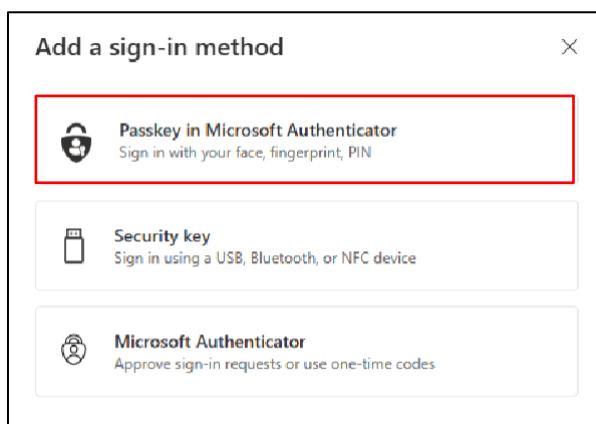 Add a sign-in method
Passkey in Microsoft Authenticator
Sign in with your face, fingerprint, PIN
Security key
Sign in using a USB, Bluetooth, or NFC device
Microsoft Authenticator
Approve sign-in requests or use one-time codes